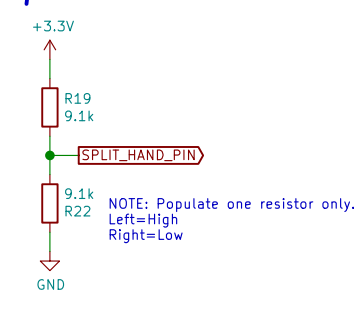 +3.3V
R19
9.1k
SPLIT_HAND_PIN
9.1k
R22
NOTE: Populate one resistor only.
Left=High
Right=Low
GND